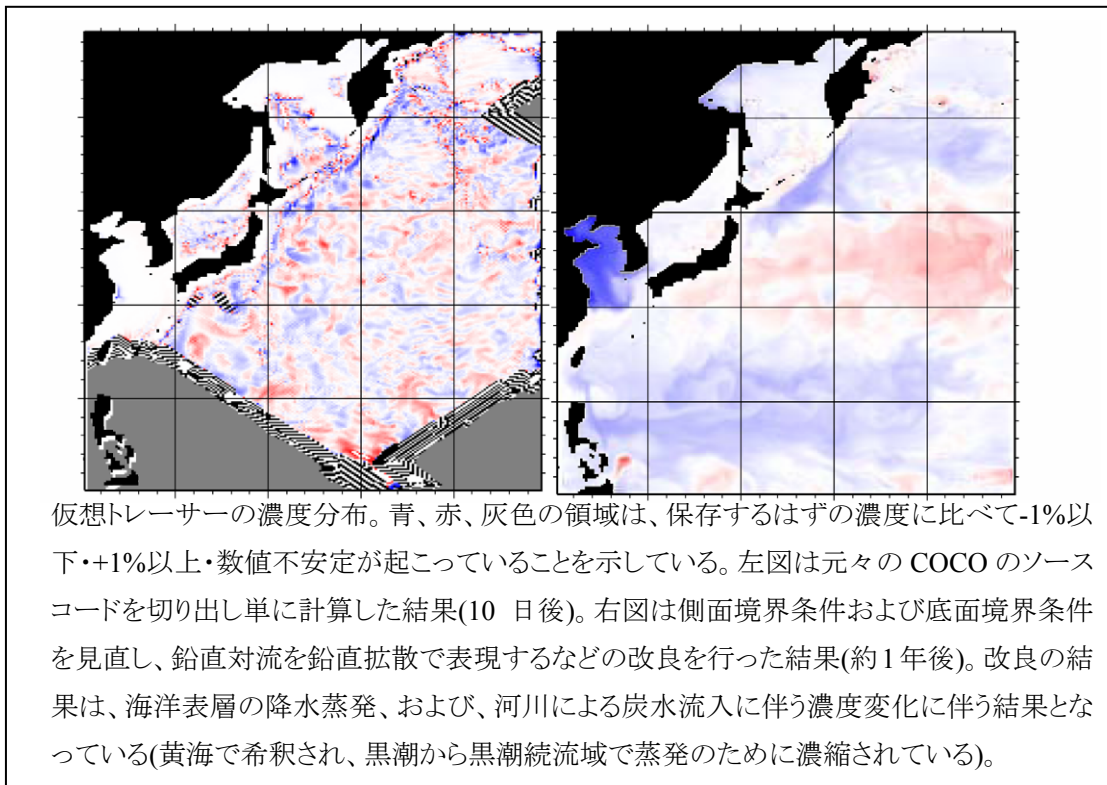 仮想トレーサーの濃度分布。青、赤、灰色の領域は、保存するはずの濃度に比べて-1%以
下・+1%以上・数値不安定が起こっていることを示している。左図は元々の COCO のソース
コードを切り出し単に計算した結果(10 日後)。右図は側面境界条件および底面境界条件
を見直し、鉛直対流を鉛直拡散で表現するなどの改良を行った結果(約 1 年後)。改良の結
果は、海洋表層の降水蒸発、および、河川による炭水流入に伴う濃度変化に伴う結果とな
っている(黄海で希釈され、黒潮から黒潮続流域で蒸発のために濃縮されている)。